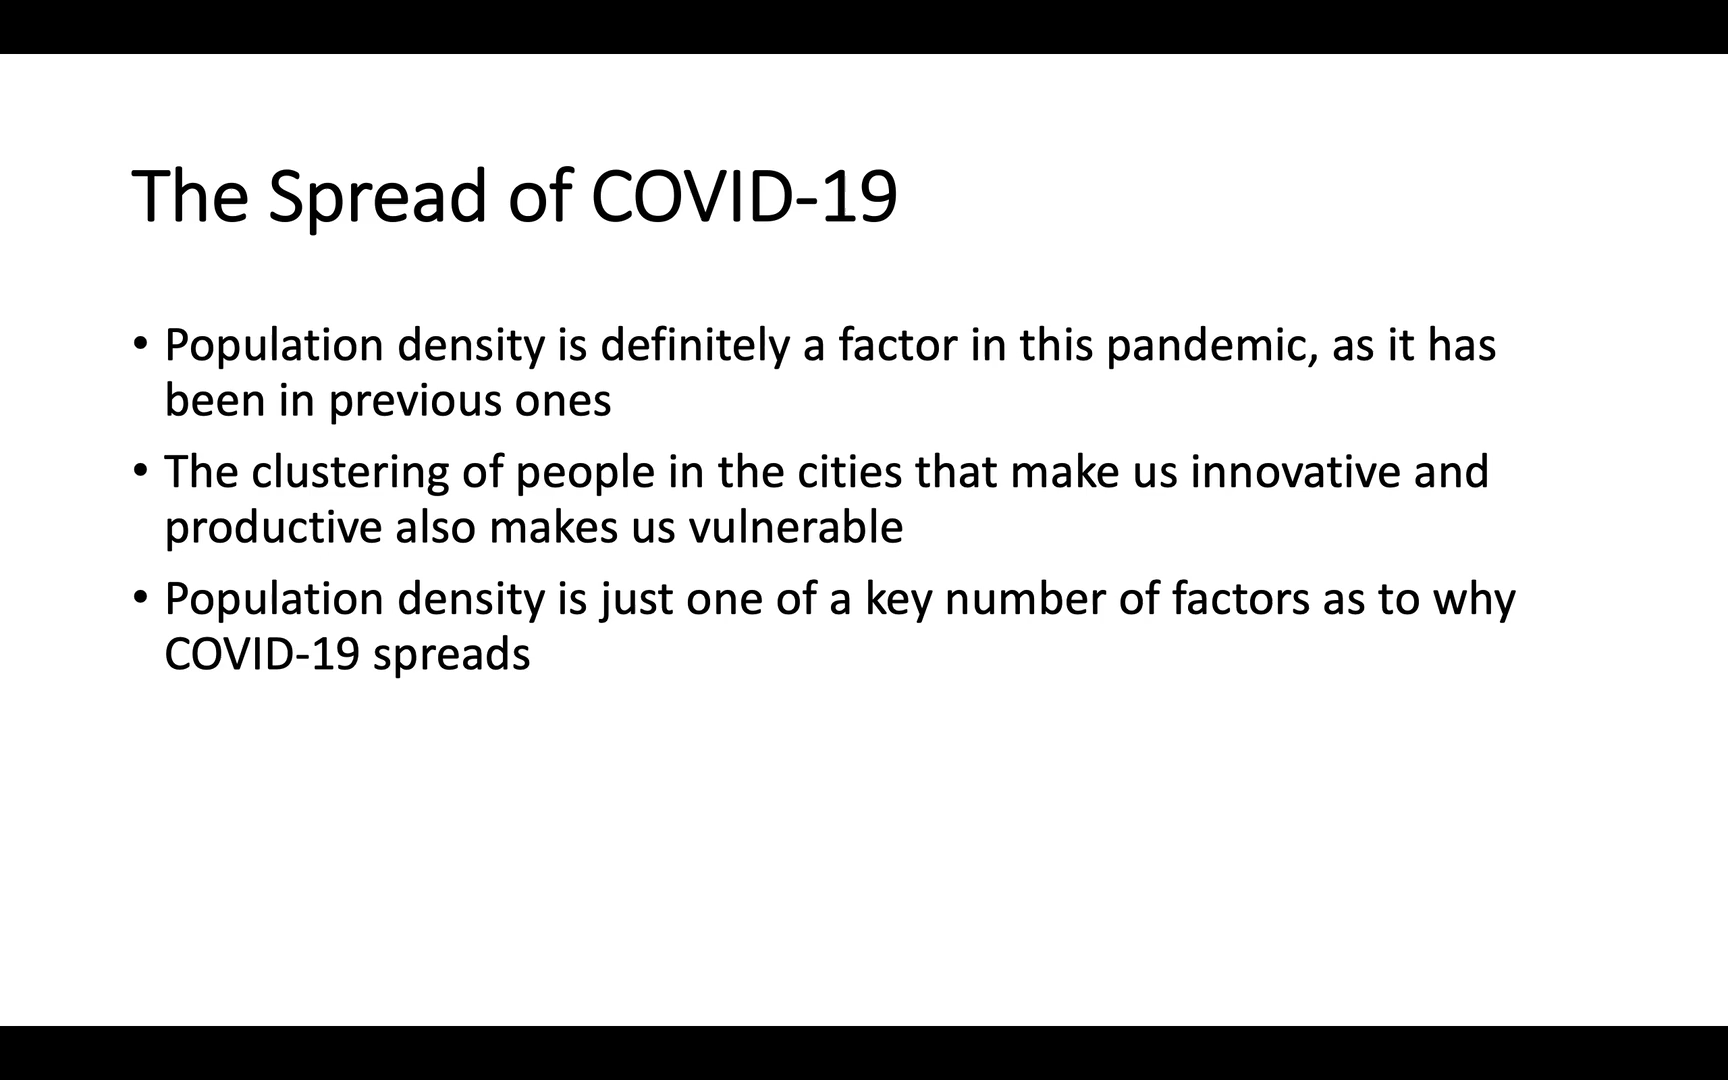 The Spread of COVID-19
• Population density is definitely a factor in this pandemic, as it has
been in previous ones
• The clustering of people in the cities that make us innovative and
productive also makes us vulnerable
• Population density is just one of a key number of factors as to why
COVID-19 spreads